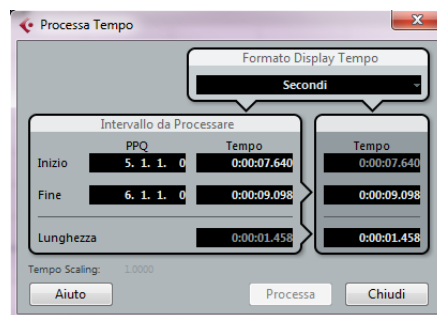 Processa Tempo
Formato Display Tempo
Secondi
Intervallo da Processare
PPQ Tempo Tempo
Inizio 5. 1. 1. 0 0:00:07.640 0:00:07.640
Fine 6. 1. 1. 0 0:00:09.098 0:00:09.098
Lunghezza 0:00:01.458 0:00:01.458
Tempo Scaling: 1.0000
Aiuto Processa Chiudi